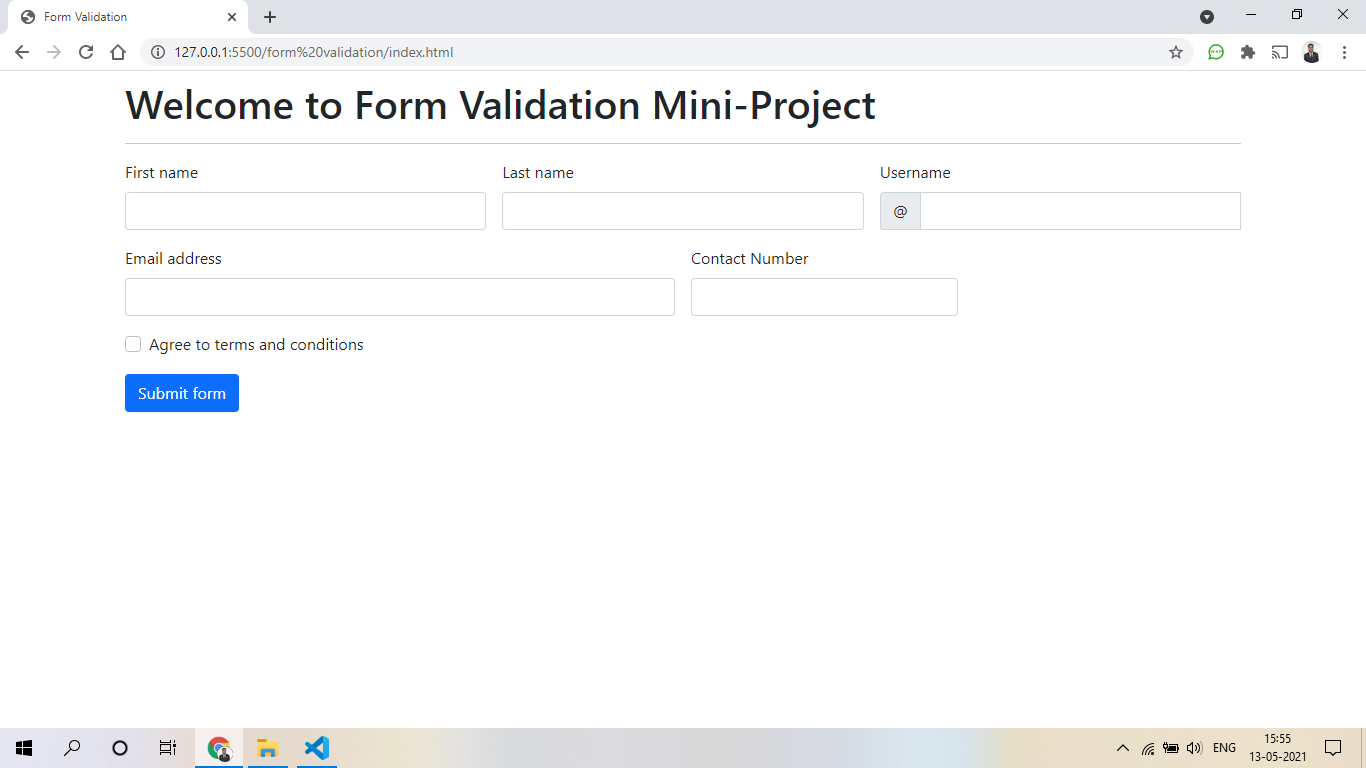 Form Validation
127.0.0.1:5500/form%20validation/index.html
Welcome to Form Validation Mini-Project
First name Last name Username
@
Email address Contact Number
Agree to terms and conditions
Submit form
ENG
15:55
13-05-2021